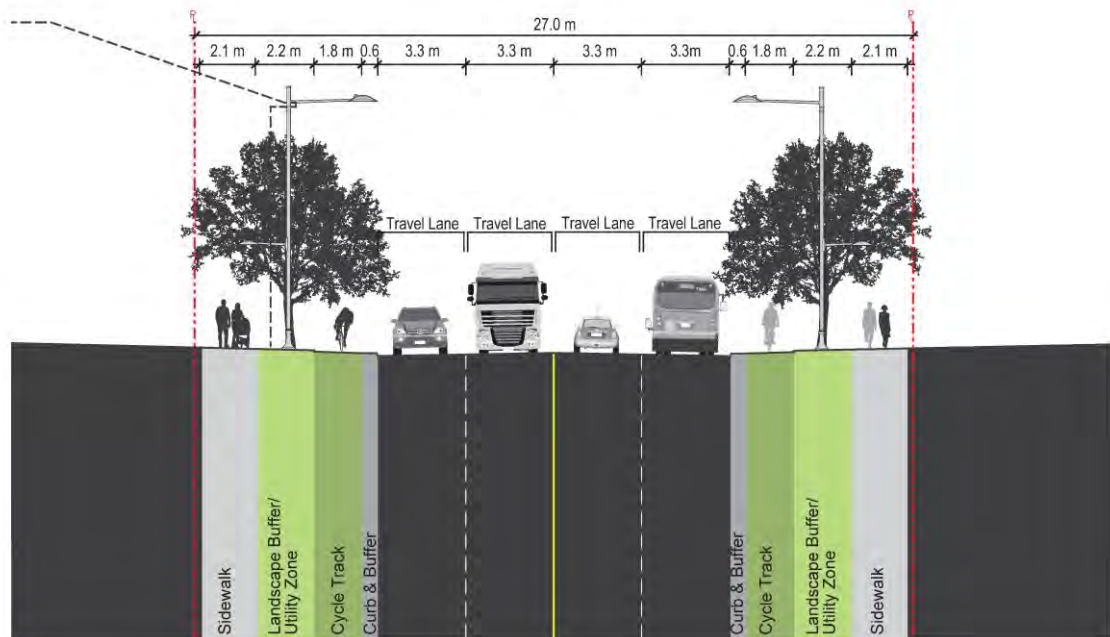 27.0 m
2.1 m 2.2 m 1.8 m 0.6 3.3 m 3.3 m 3.3 m 3.3m 0.6 1.8 m 2.2 m 2.1 m
Travel Lane Travel Lane Travel Lane Travel Lane
Sidewalk
Landscape Buffer/
Utility Zone
Cycle Track
Curb & Buffer
Curb & Buffer
Cycle Track
Landscape Buffer/
Utility Zone
Sidewalk